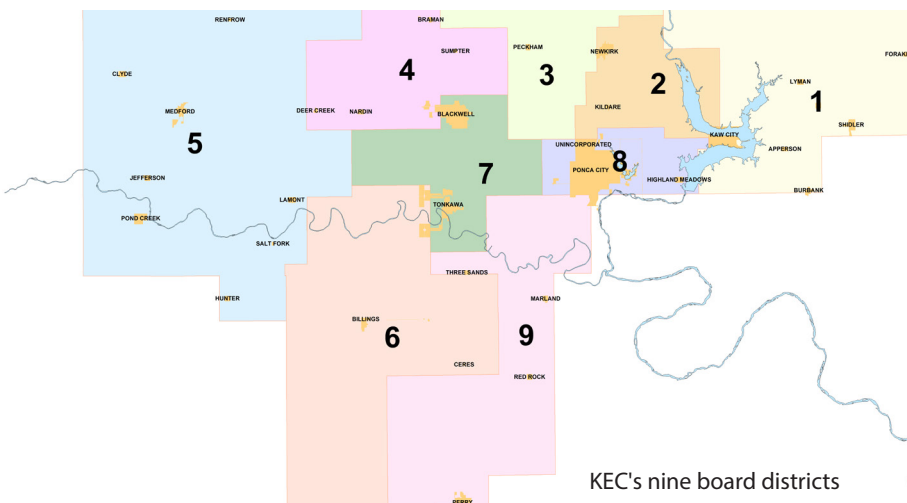 RENFROW
BRAMAN
SUMPTER
PECKHAM
NEWKIRK
4
3
2
CLYDE
LYMAN
1
MEDFORD
DEER CREEK
NARDIN
BLACKWELL
KILDARE
SHIDLER
5
KAW CITY
UNINCORPORATED
APPERSON
7
8
PONCA CITY
JEFFERSON
HIGHLAND MEADOWS
BURBANK
LAMONT
TONKAWA
POND CREEK
SALT FORK
THREE SANDS
HUNTER
MARLAND
BILLINGS
6
9
CERES
RED ROCK
KEC's nine board districts